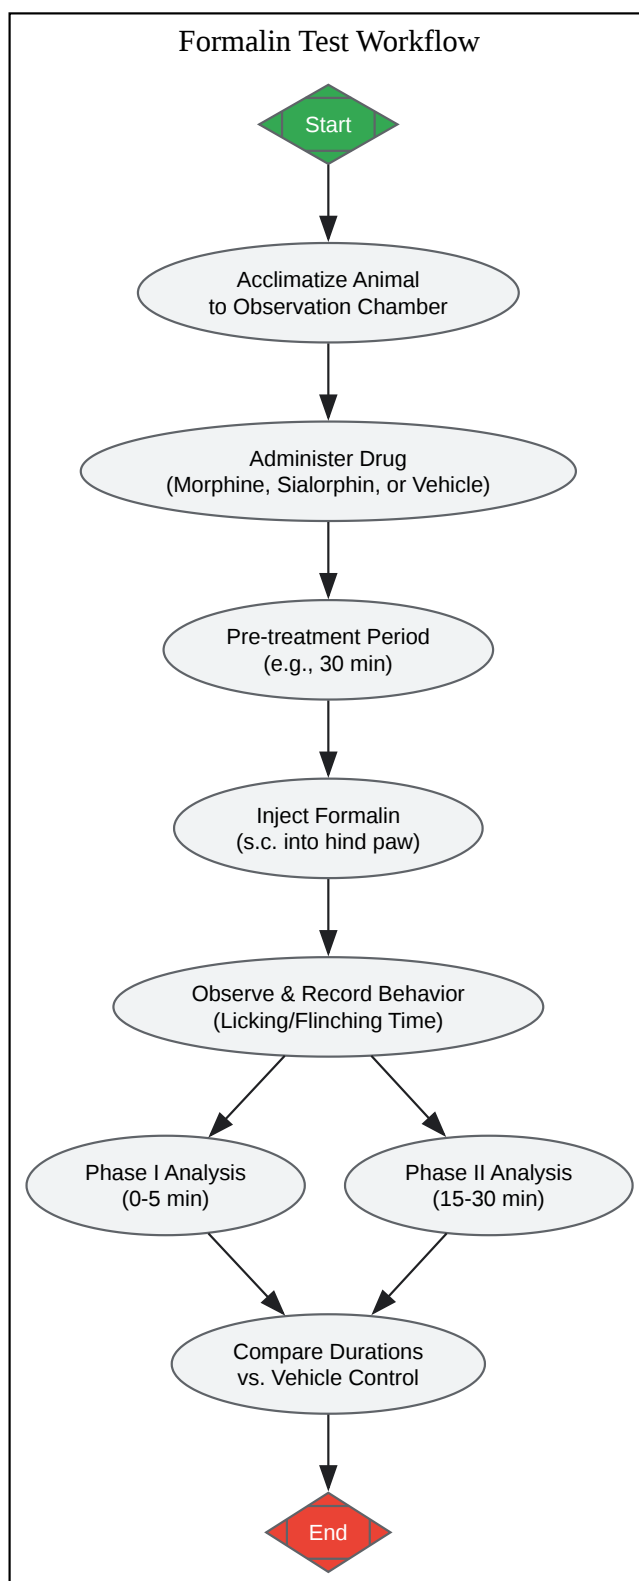 Formalin Test Workflow
Start
Acclimatize Animal
to Observation Chamber
Administer Drug
(Morphine, Sialorphin, or Vehicle)
Pre-treatment Period
(e.g., 30 min)
Inject Formalin
(s.c. into hind paw)
Observe & Record Behavior
(Licking/Flinching Time)
Phase I Analysis
(0-5 min)
Phase II Analysis
(15-30 min)
Compare Durations
vs. Vehicle Control
End